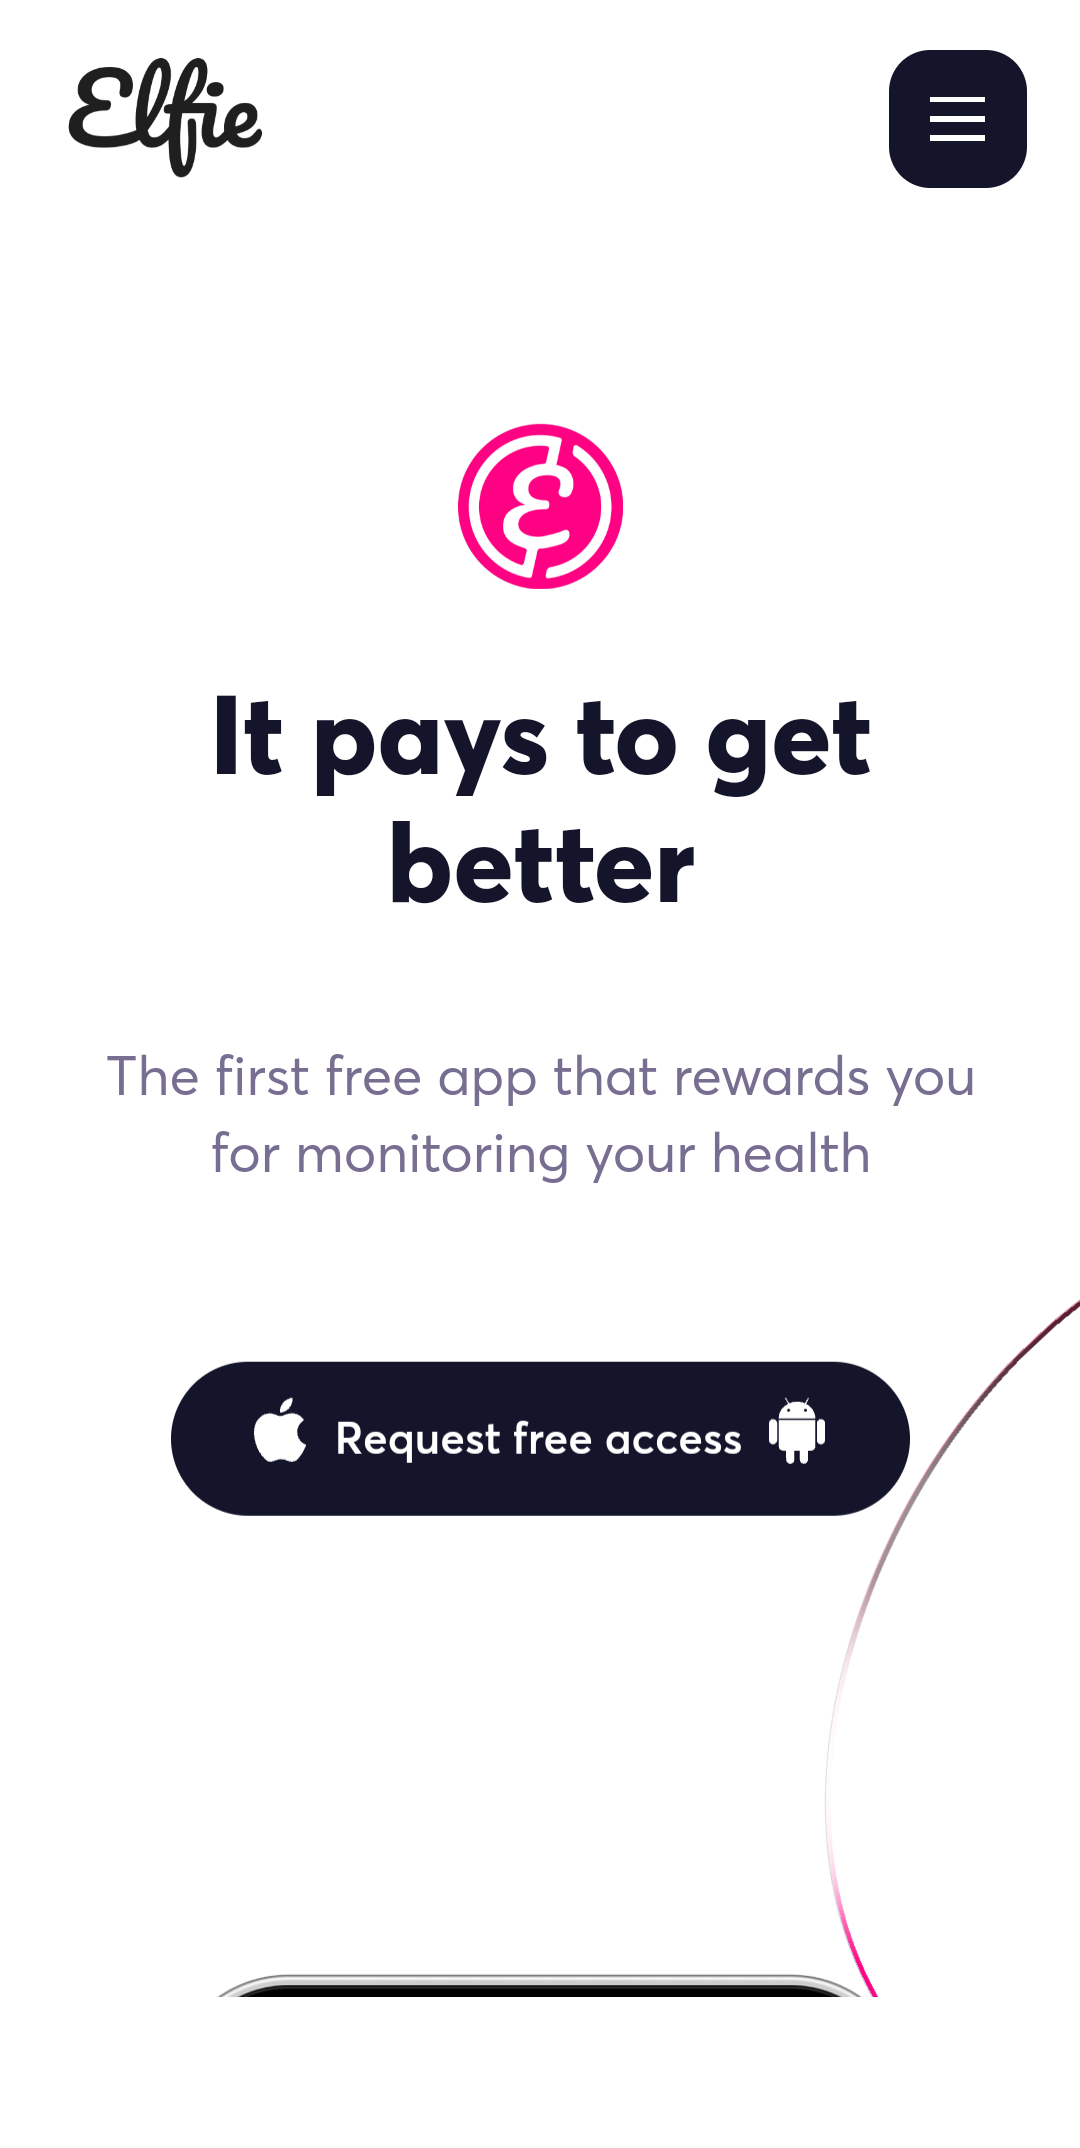 Elfie
It pays to get
better
The first free app that rewards you
for monitoring your health
Request free access